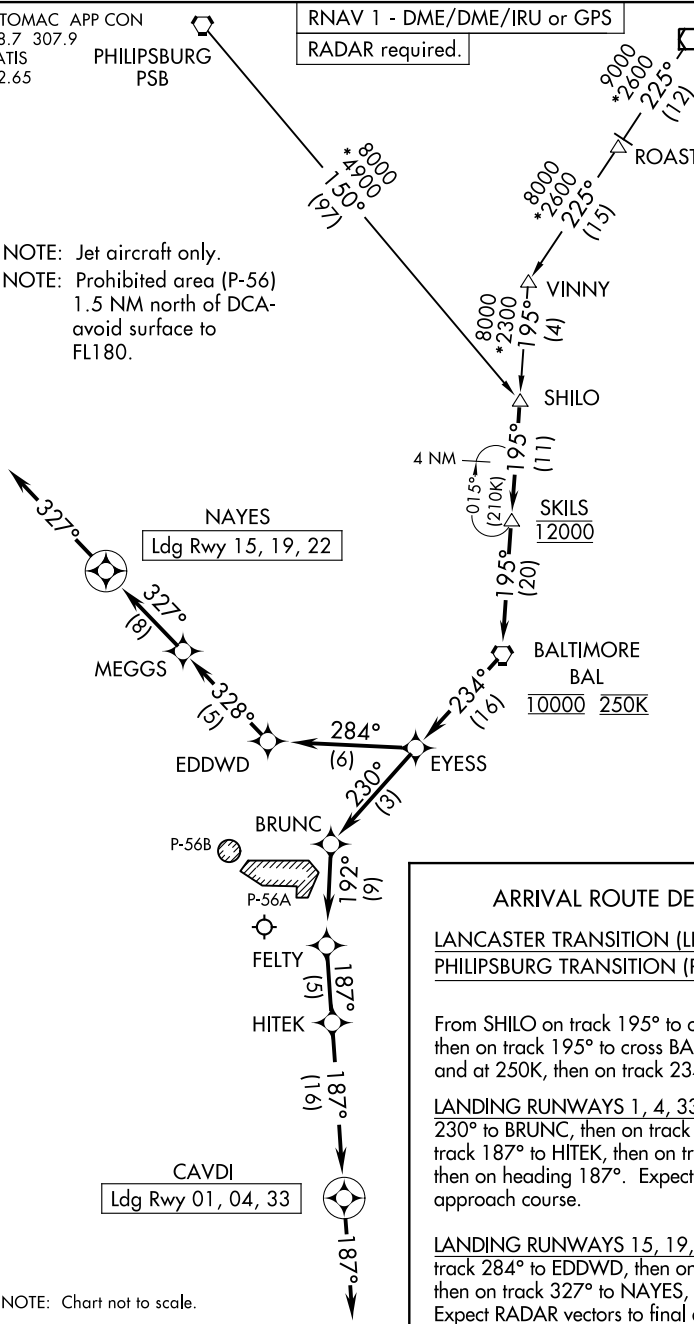 TOMAC APP CON
8.7 307.9
ATIS
2.65
RNAV 1 - DME/DME/IRU or GPS
RADAR required.
PHILIPSBURG
PSB
9000
*2600
225°
(12)
ROAST
8000
*4900
150°
(97)
8000
*2600
225°
(15)
NOTE: Jet aircraft only.
NOTE: Prohibited area (P-56)
1.5 NM north of DCA-
avoid surface to
FL180.
VINNY
8000
*2300
195°
(4)
SHILO
195°
(11)
4 NM
015°
(210K)
SKILS
12000
327°
NAYES
Ldg Rwy 15, 19, 22
195°
(20)
327°
(8)
MEGGS
BALTIMORE
BAL
10000 250K
328°
(5)
234°
(16)
EDDWD
284°
(6)
EYESS
230°
(3)
BRUNC
P-56B
P-56A
192°
(9)
FELTY
187°
(5)
HITEK
187°
(16)
CAVDI
Ldg Rwy 01, 04, 33
187°
NOTE: Chart not to scale.
ARRIVAL ROUTE DE
LANCASTER TRANSITION (L
PHILIPSBURG TRANSITION (
From SHILO on track 195° to c
then on track 195° to cross BA
and at 250K, then on track 23
LANDING RUNWAYS 1, 4, 33
230° to BRUNC, then on track
track 187° to HITEK, then on tr
then on heading 187°. Expect
approach course.
LANDING RUNWAYS 15, 19,
track 284° to EDDWD, then on
then on track 327° to NAYES,
Expect RADAR vectors to final